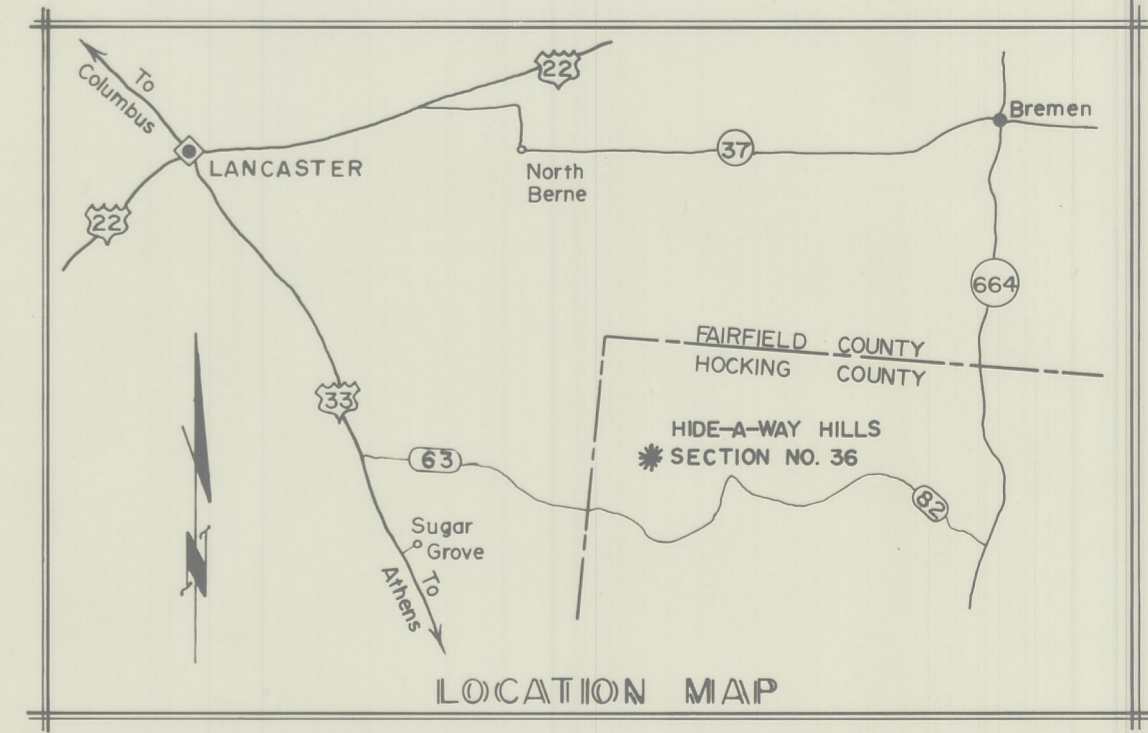 To
Columbus
22
Bremen
LANCASTER
37
North
Berne
22
664
FAIRFIELD COUNTY
HOCKING COUNTY
33
HIDE-A-WAY HILLS
SECTION NO. 36
63
82
Sugar
Grove
To
Athens
N
LOCATION MAP